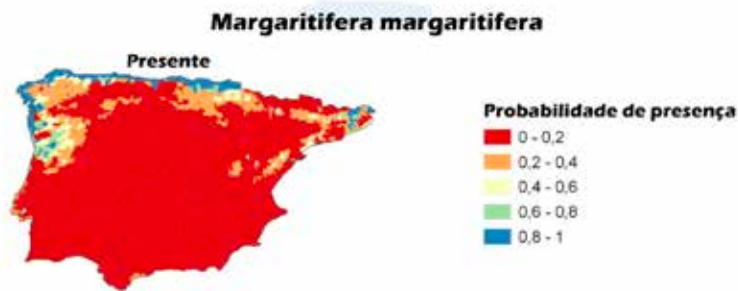 Margaritifera margaritifera
Presente
Probabilidade de presença
0 - 0,2
0,2 - 0,4
0,4 - 0,6
0,6 - 0,8
0,8 - 1